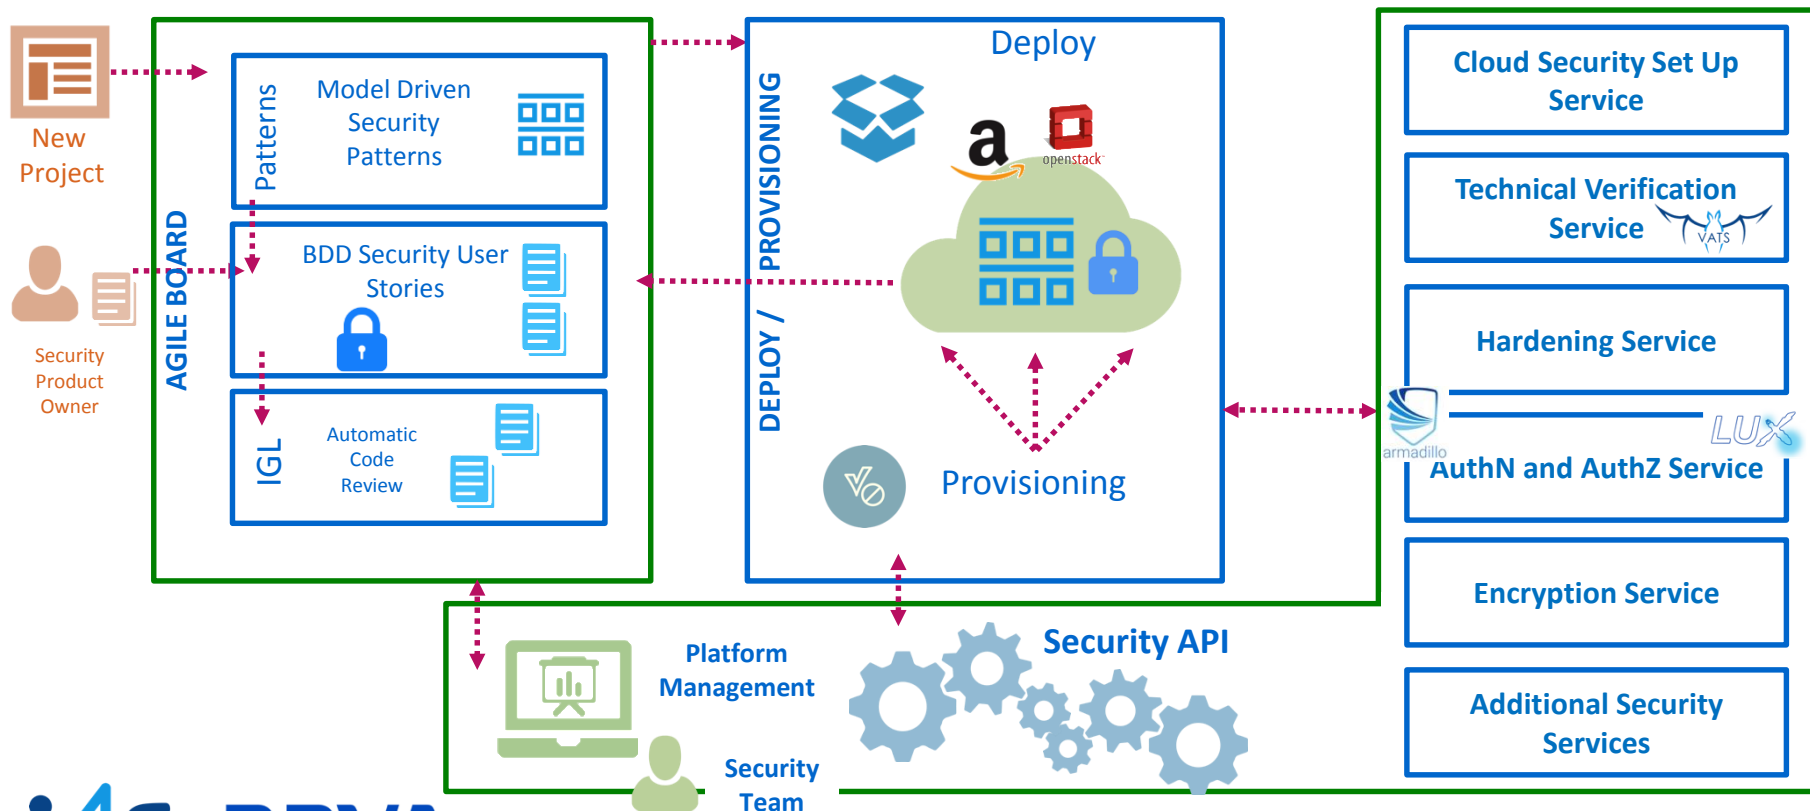 New
Project
Security
Product
Owner
AGILE BOARD
Patterns
Model Driven
Security
Patterns
BDD Security User
Stories
IGL
Automatic
Code
Review
DEPLOY / PROVISIONING
Deploy
a
openstack
Provisioning
Platform
Management
Security
Team
Security API
Cloud Security Set Up
Service
Technical Verification
Service
VATS
Hardening Service
armadillo
LUX
AuthN and AuthZ Service
Encryption Service
Additional Security
Services
BBVA